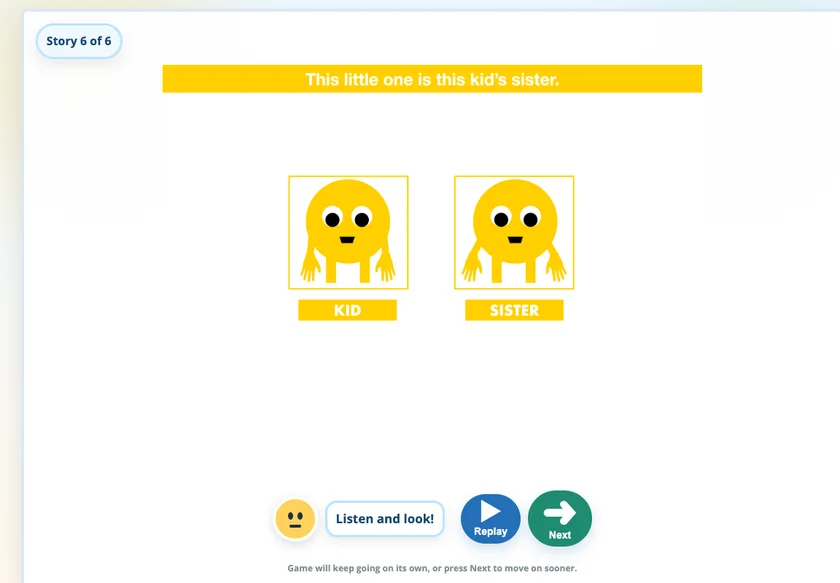 Story 6 of 6
This little one is this kid’s sister.
KID
SISTER
Listen and look!
Replay
Next
Game will keep going on its own, or press Next to move on sooner.